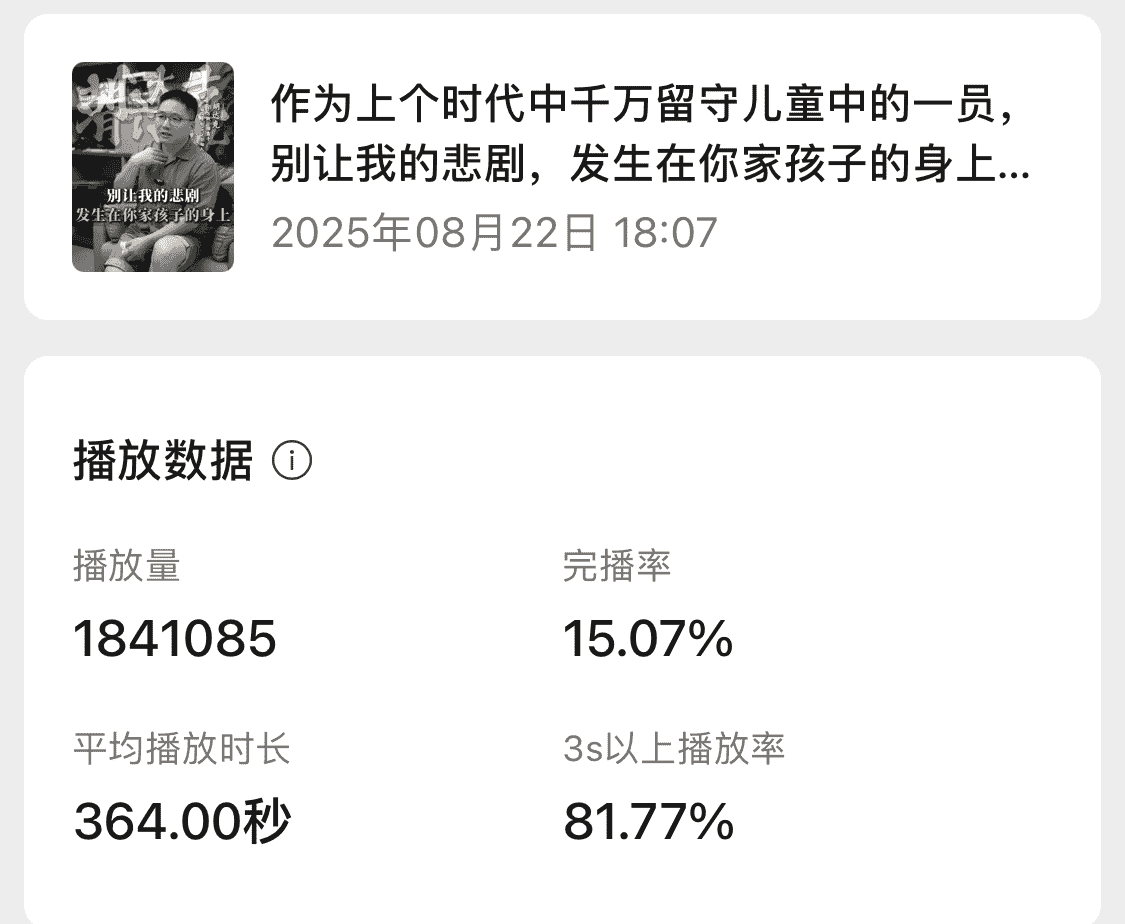 作为上个时代中千万留守儿童中的一员，
别让我的悲剧，发生在你家孩子的身上...
2025年08月22日 18:07
别让我的悲剧
发生在你家孩子的身上
播放数据
播放量
完播率
1841085
15.07%
平均播放时长
3s以上播放率
364.00秒
81.77%